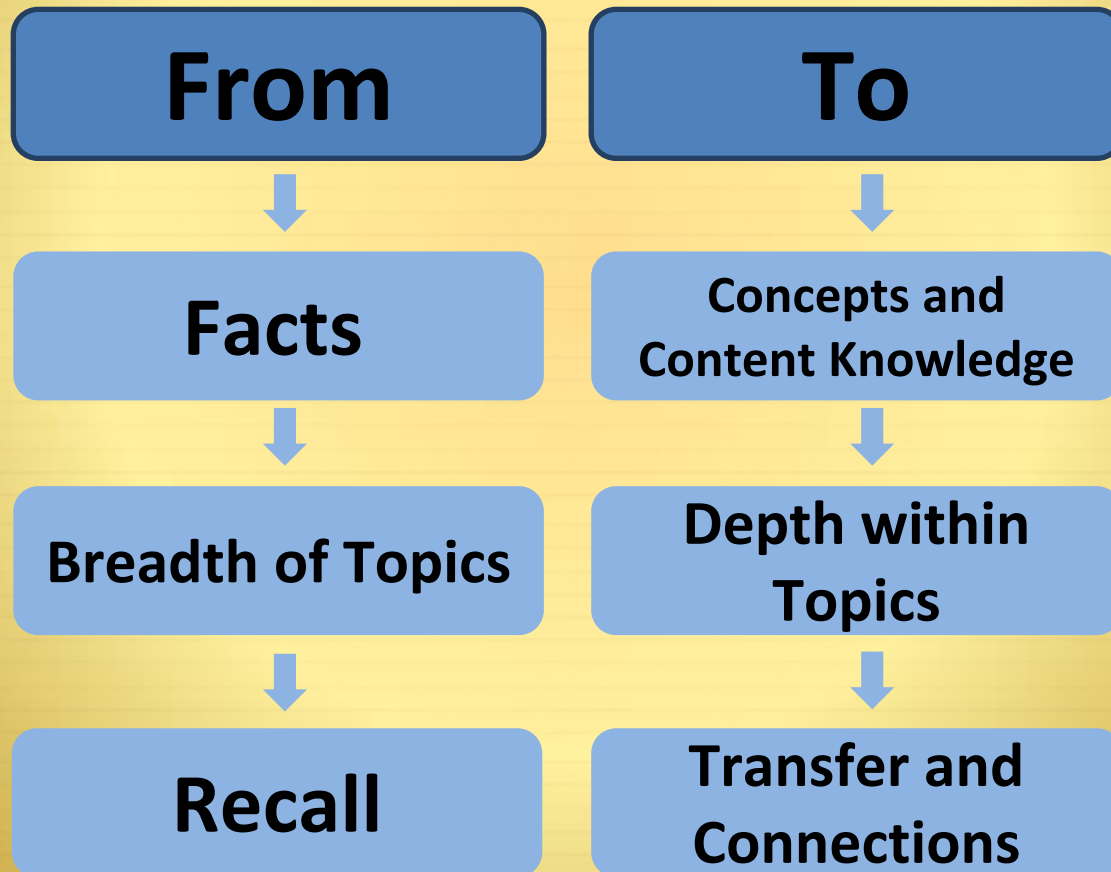 From
To
Facts
Concepts and
Content Knowledge
Breadth of Topics
Depth within
Topics
Recall
Transfer and
Connections